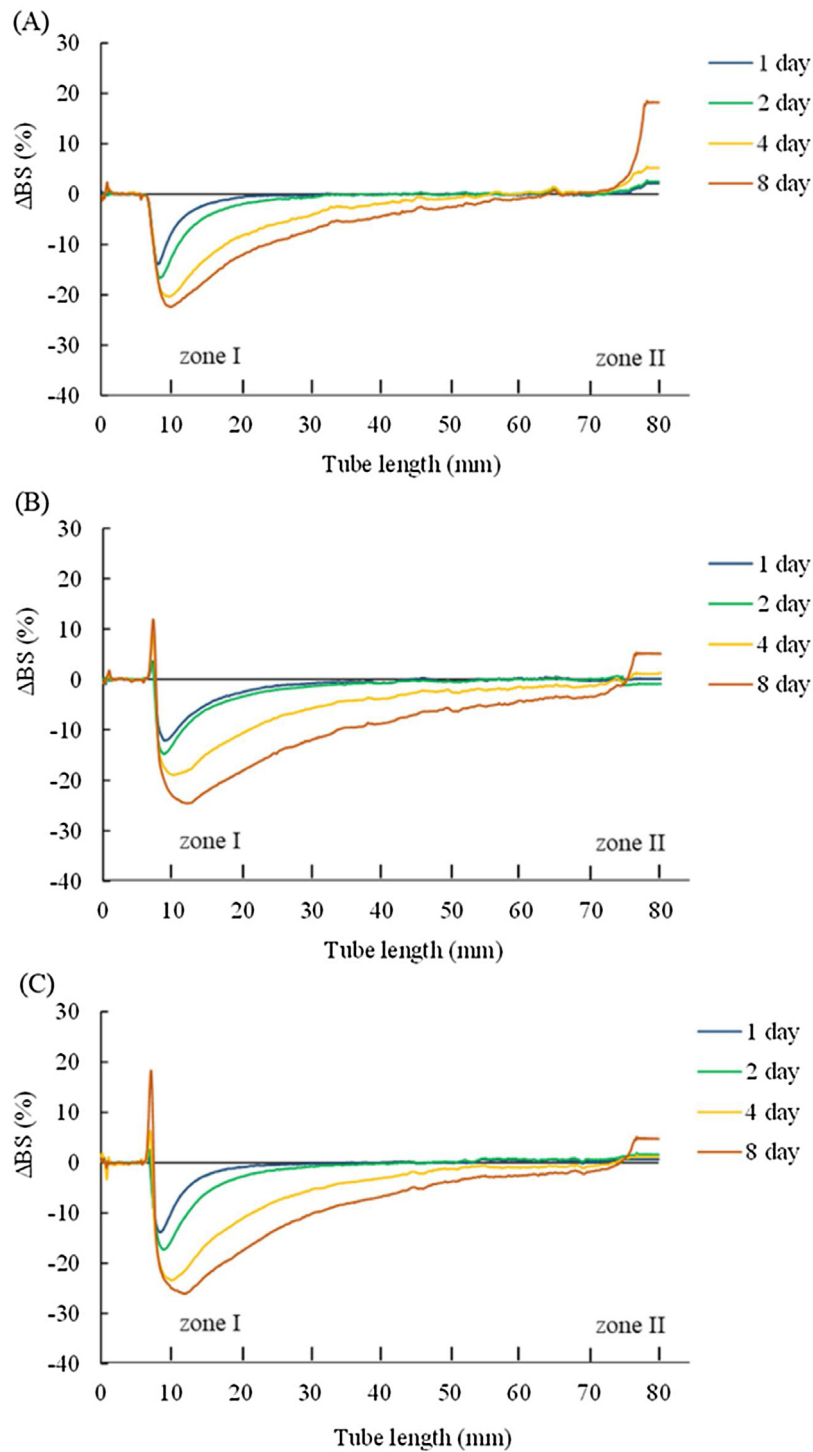 (A)
30
20
10
0
-10
-20
-30
-40
ΔBS (%)
1 day
2 day
4 day
8 day
zone I
zone II
0 10 20 30 40 50 60 70 80
Tube length (mm)
(B)
30
20
10
0
-10
-20
-30
-40
ΔBS (%)
1 day
2 day
4 day
8 day
zone I
zone II
0 10 20 30 40 50 60 70 80
Tube length (mm)
(C)
30
20
10
0
-10
-20
-30
-40
ΔBS (%)
1 day
2 day
4 day
8 day
zone I
zone II
0 10 20 30 40 50 60 70 80
Tube length (mm)